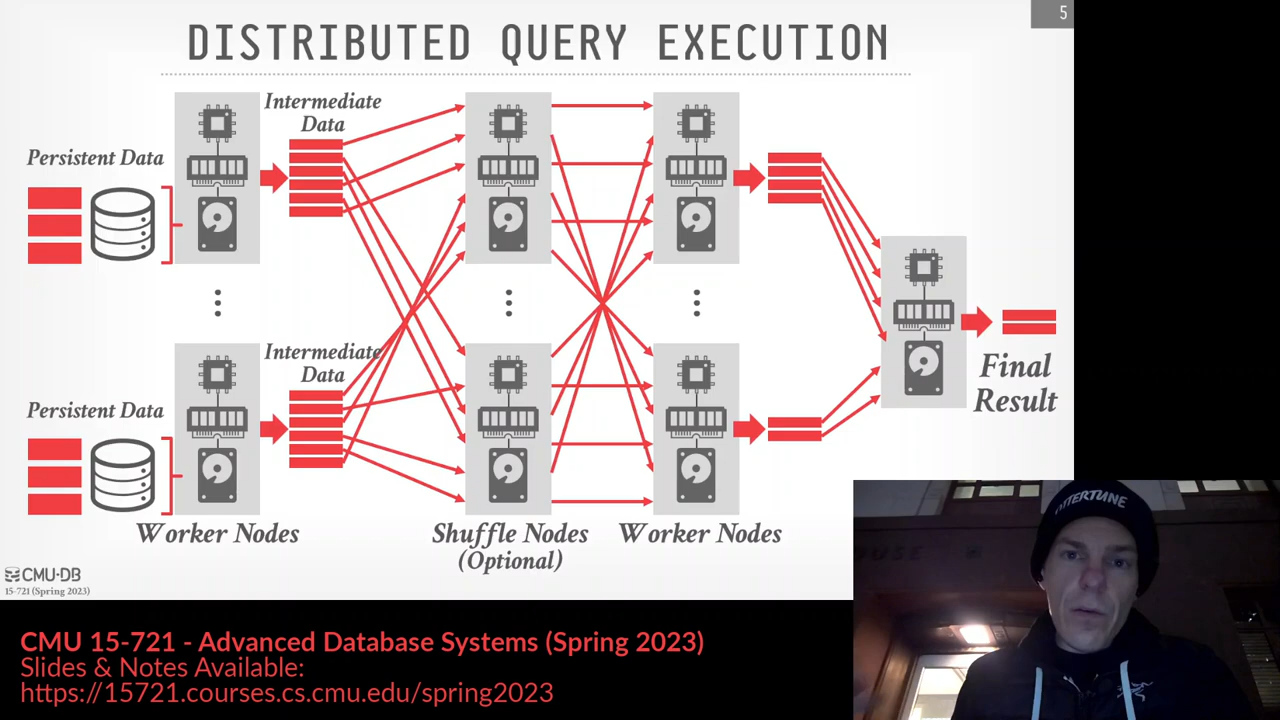 5
DISTRIBUTED QUERY EXECUTION
Intermediate
Data
Persistent Data
Intermediate
Data
Persistent Data
Final
Result
Worker Nodes
Shuffle Nodes
(Optional)
Worker Nodes
CMU·DB
15-721 (Spring 2023)
OTTERTUNE
CMU 15-721 - Advanced Database Systems (Spring 2023)
Slides & Notes Available:
https://15721.courses.cs.cmu.edu/spring2023